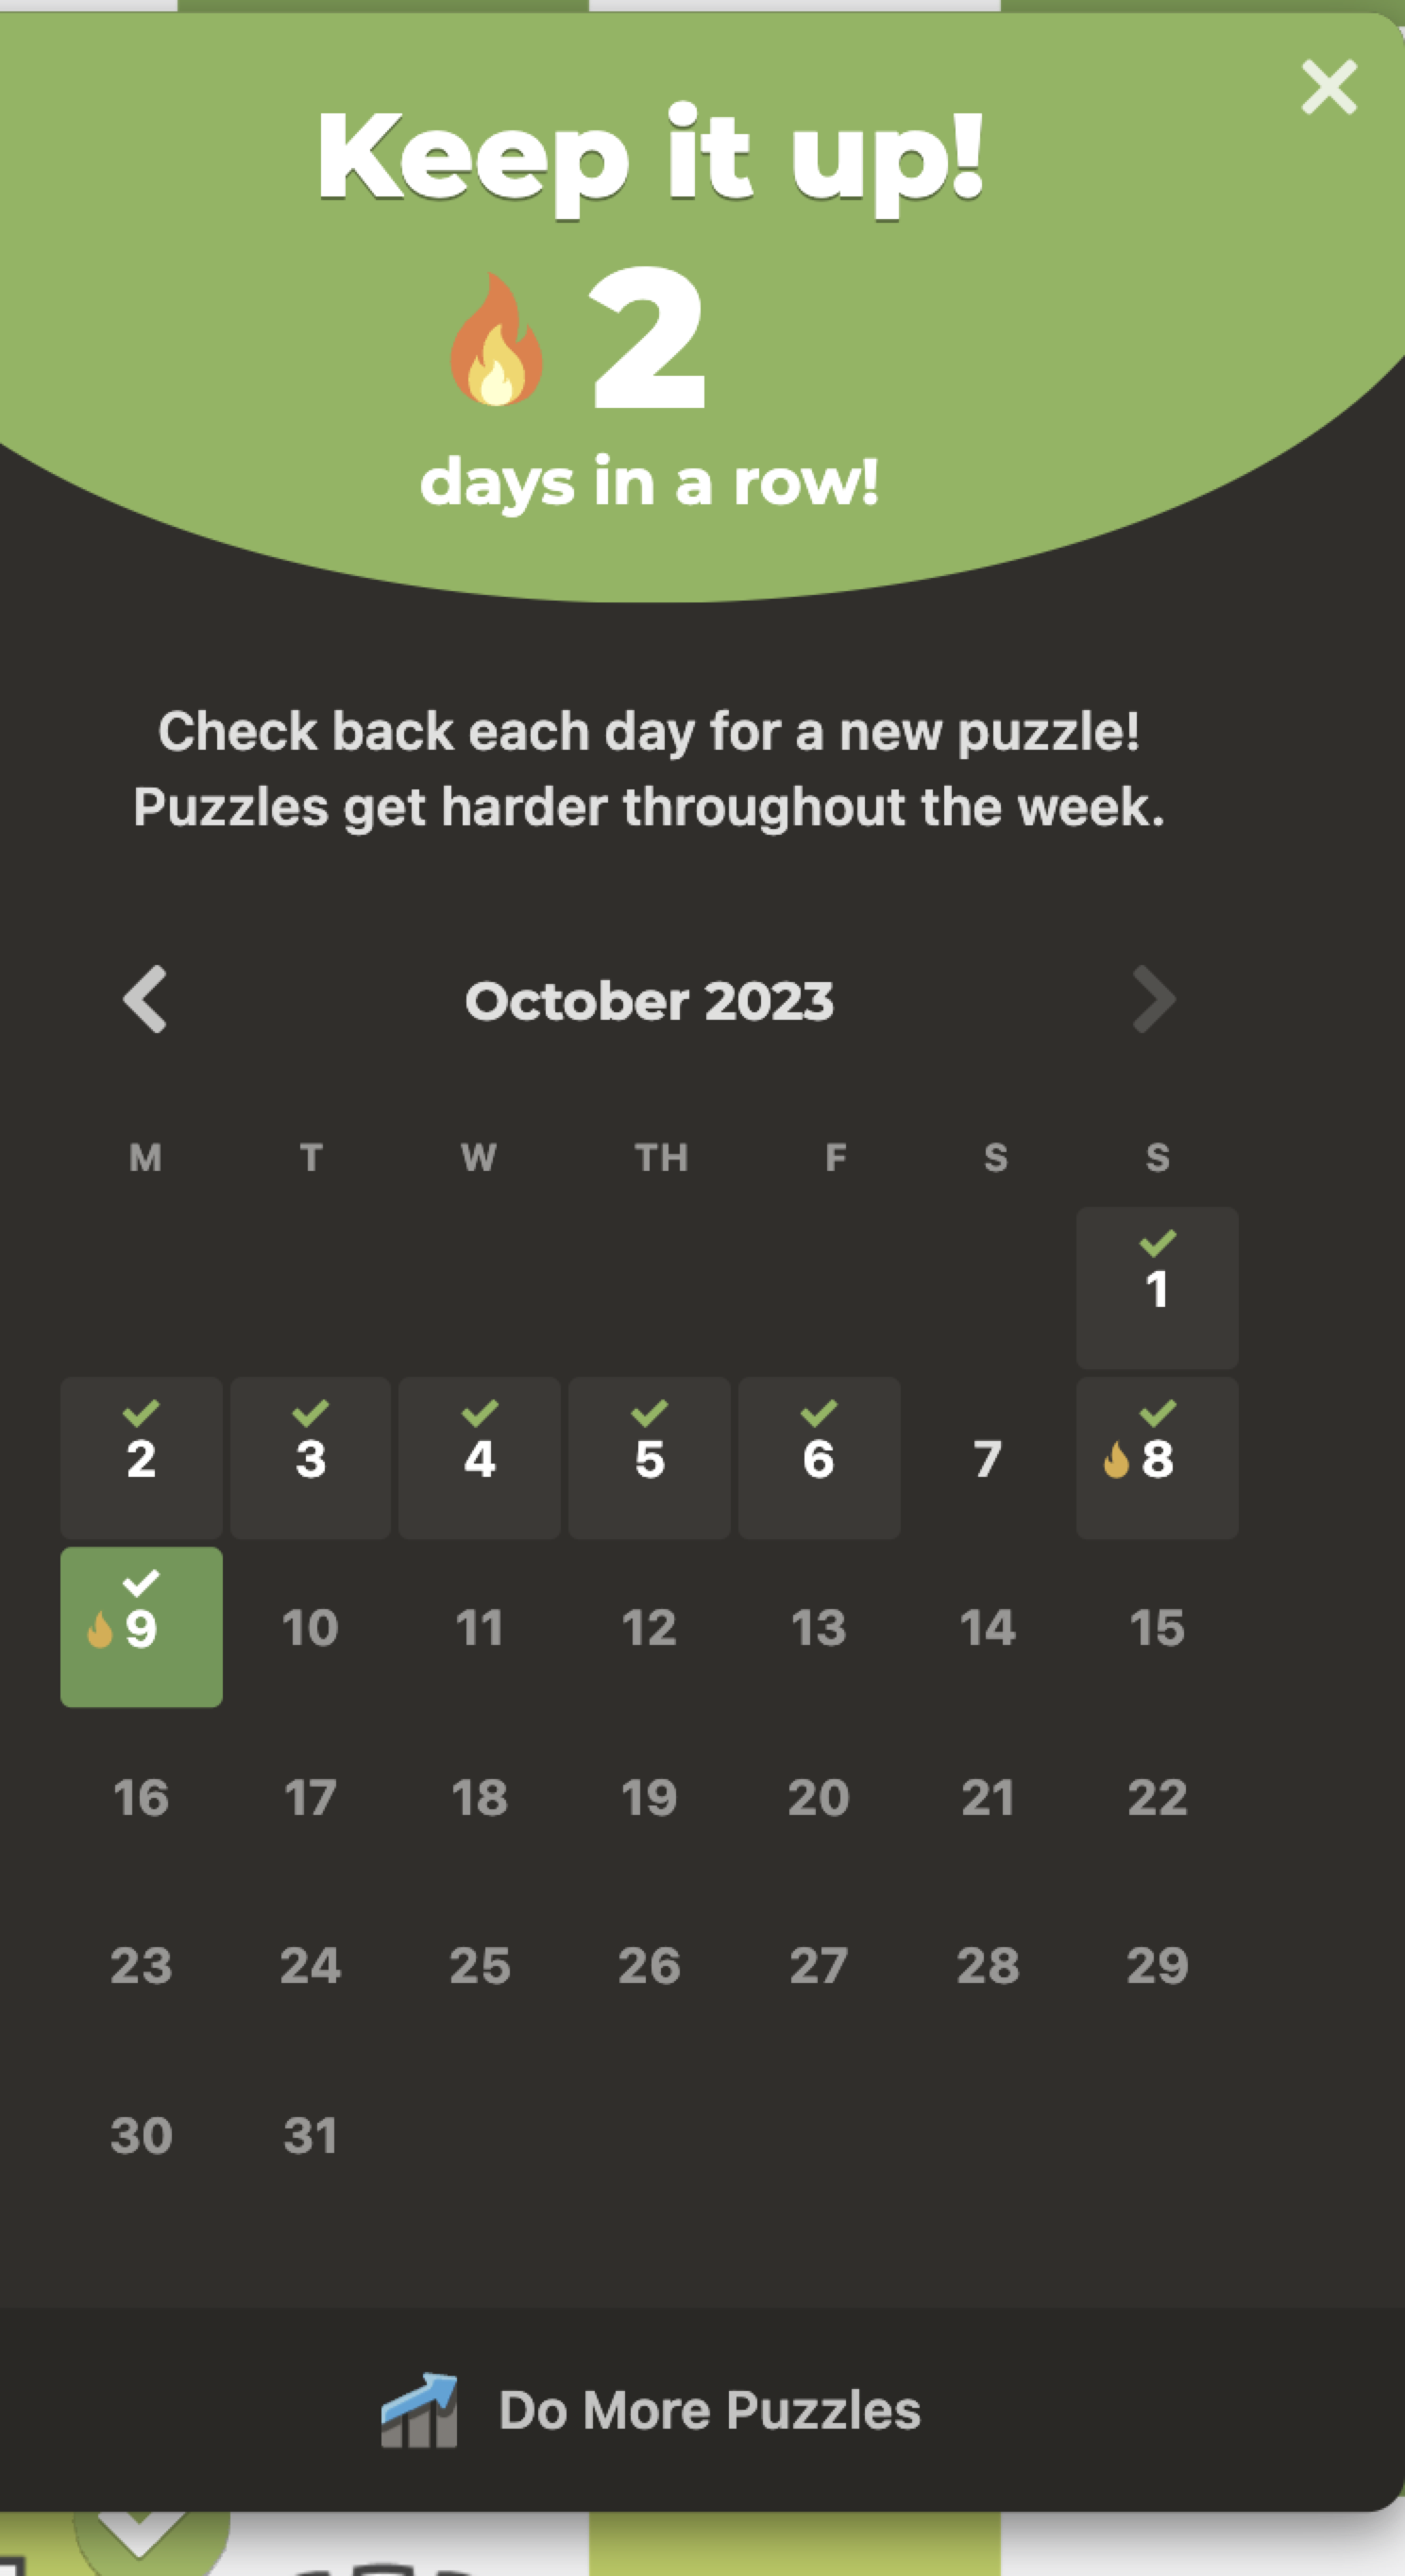 Keep it up!
2
days in a row!
Check back each day for a new puzzle!
Puzzles get harder throughout the week.
October 2023
M T W TH F S S
1
2 3 4 5 6 7 8
9 10 11 12 13 14 15
16 17 18 19 20 21 22
23 24 25 26 27 28 29
30 31
Do More Puzzles